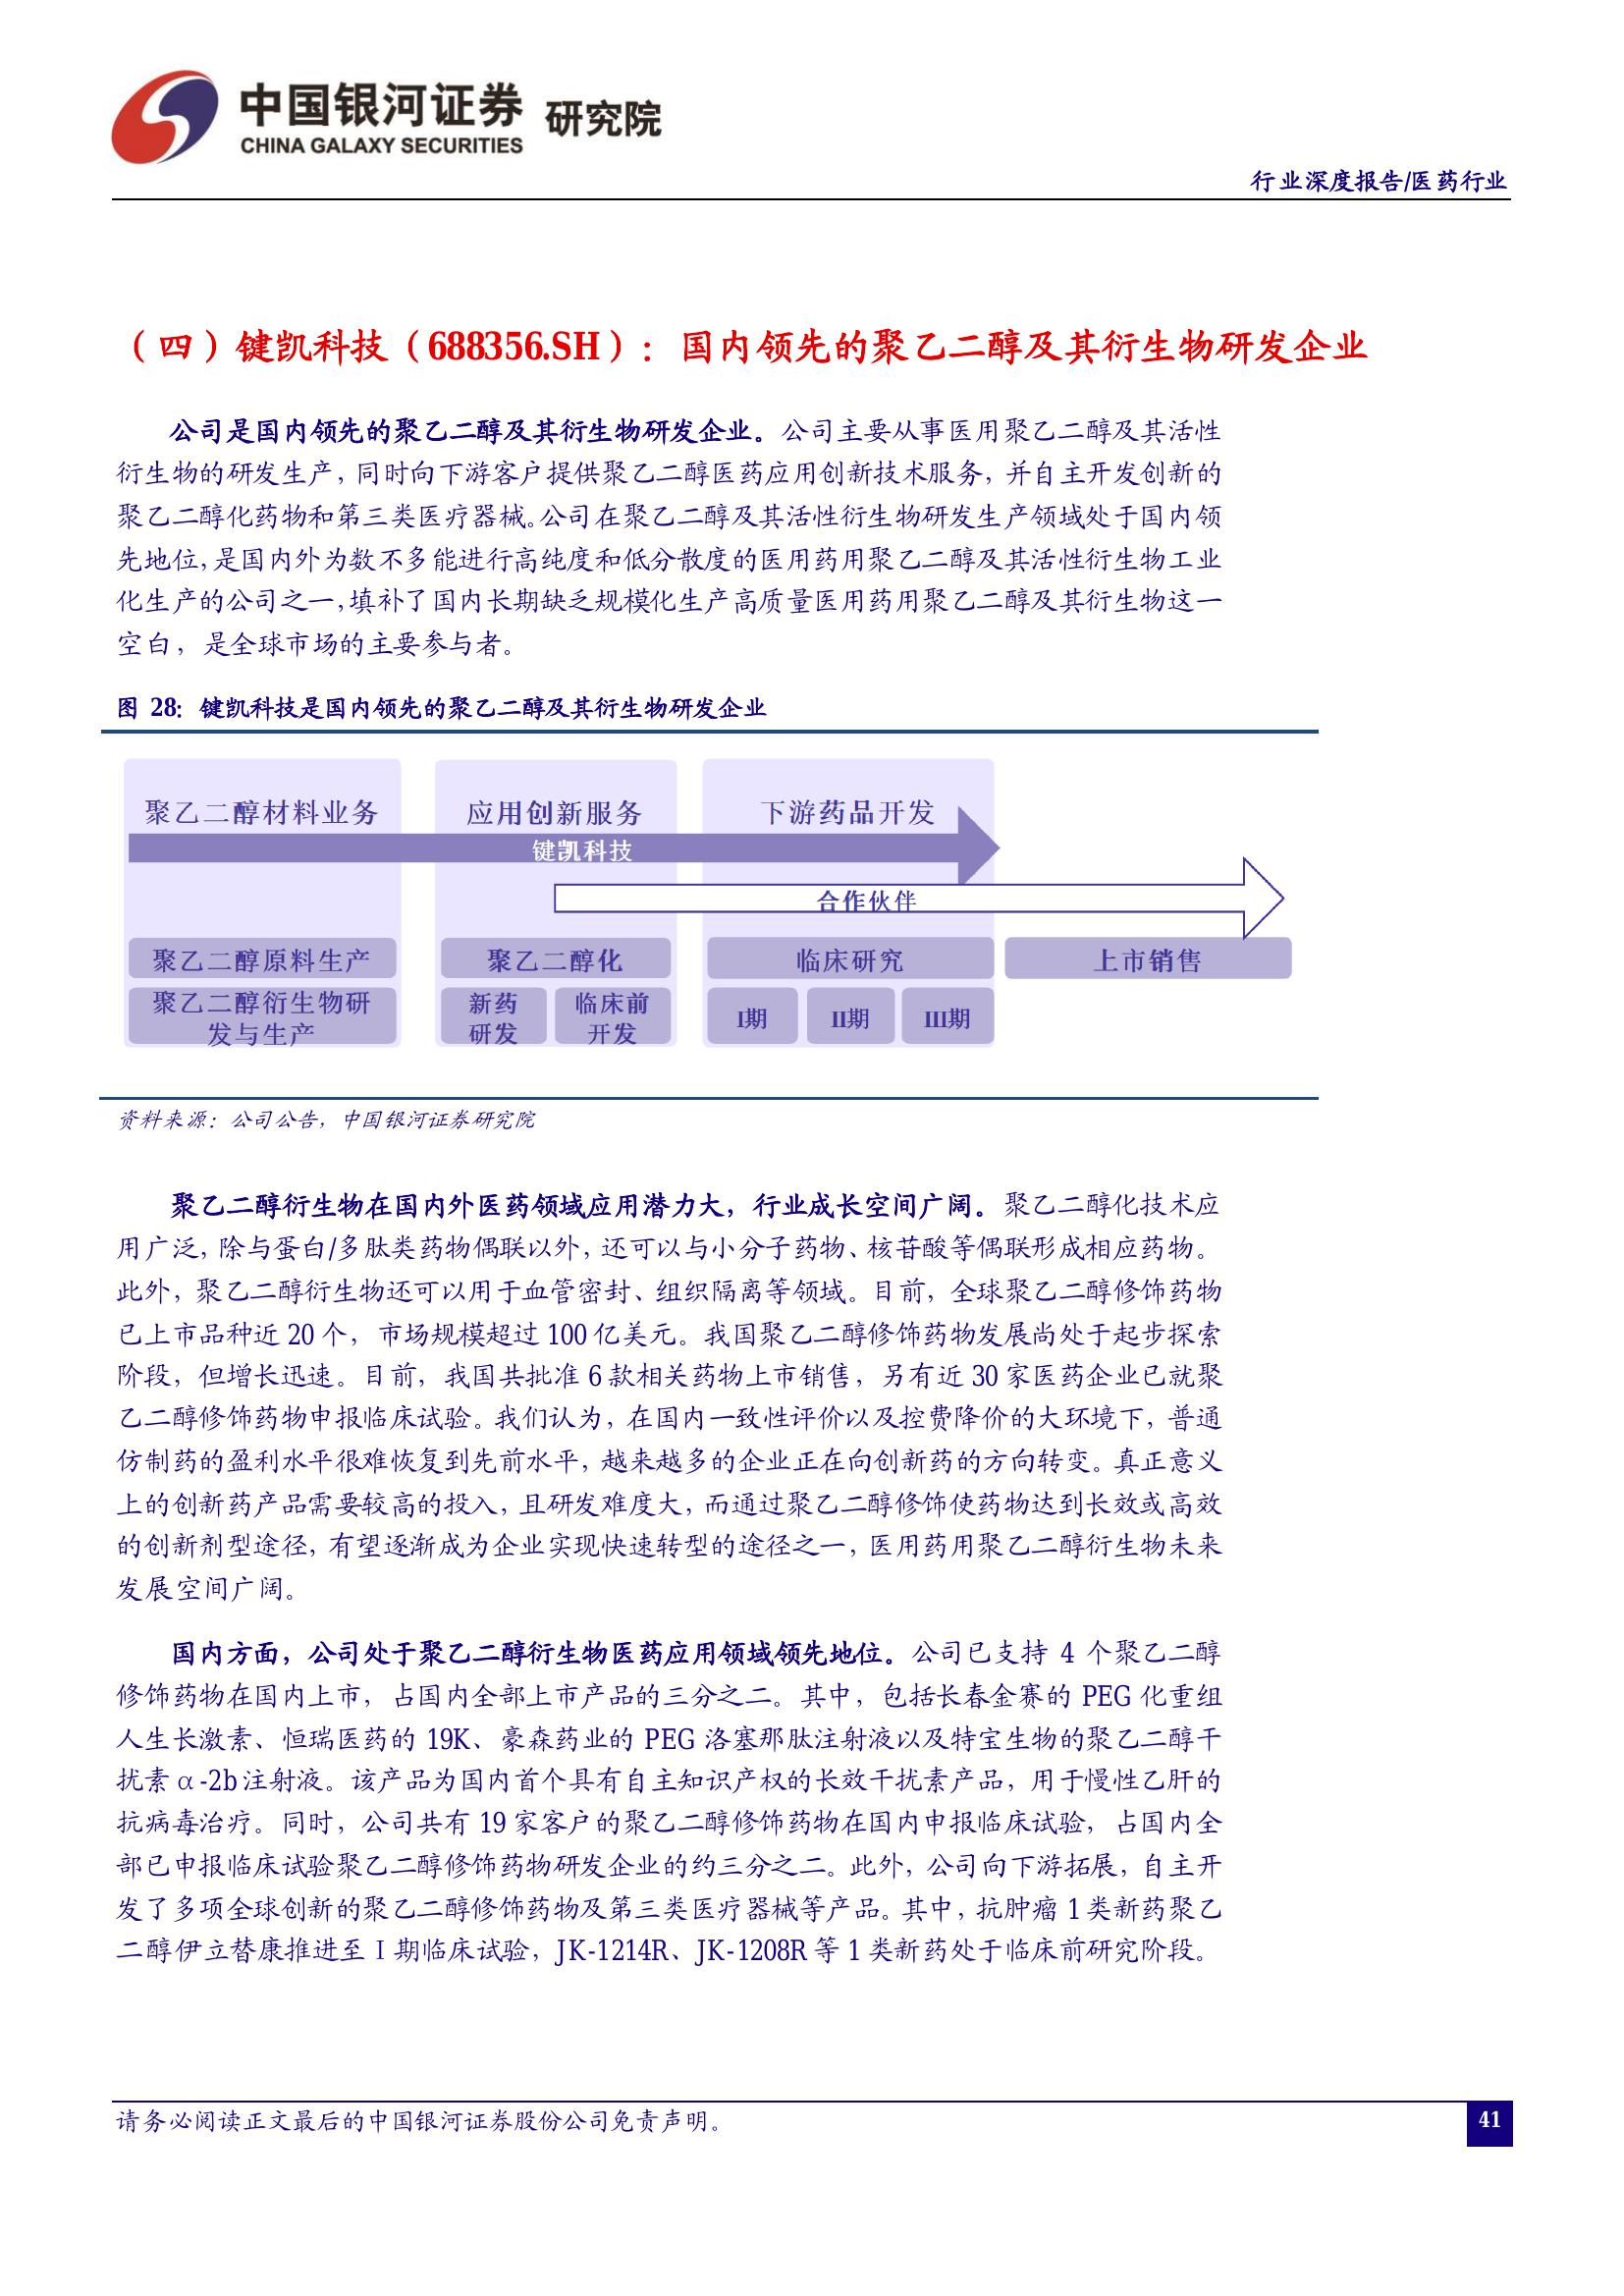 中国银河证券 研究院
CHINA GALAXY SECURITIES
行业深度报告/医药行业
（四）键凯科技（688356.SH）：国内领先的聚乙二醇及其衍生物研发企业
公司是国内领先的聚乙二醇及其衍生物研发企业。公司主要从事医用聚乙二醇及其活性
衍生物的研发生产，同时向下游客户提供聚乙二醇医药应用创新技术服务，并自主开发创新的
聚乙二醇化药物和第三类医疗器械。公司在聚乙二醇及其活性衍生物研发生产领域处于国内领
先地位，是国内外为数不多能进行高纯度和低分散度的医用药用聚乙二醇及其活性衍生物工业
化生产的公司之一，填补了国内长期缺乏规模化生产高质量医用药用聚乙二醇及其衍生物这一
空白，是全球市场的主要参与者。
图 28：键凯科技是国内领先的聚乙二醇及其衍生物研发企业
聚乙二醇材料业务 应用创新服务 下游药品开发
键凯科技
合作伙伴
聚乙二醇原料生产 聚乙二醇化 临床研究 上市销售
聚乙二醇衍生物研
发与生产
新药
研发
临床前
开发
I期 II期 III期
资料来源：公司公告，中国银河证券研究院
聚乙二醇衍生物在国内外医药领域应用潜力大，行业成长空间广阔。聚乙二醇化技术应
用广泛，除与蛋白/多肽类药物偶联以外，还可以与小分子药物、核苷酸等偶联形成相应药物。
此外，聚乙二醇衍生物还可以用于血管密封、组织隔离等领域。目前，全球聚乙二醇修饰药物
已上市品种近 20 个，市场规模超过 100 亿美元。我国聚乙二醇修饰药物发展尚处于起步探索
阶段，但增长迅速。目前，我国共批准 6 款相关药物上市销售，另有近 30 家医药企业已就聚
乙二醇修饰药物申报临床试验。我们认为，在国内一致性评价以及控费降价的大环境下，普通
仿制药的盈利水平很难恢复到先前水平，越来越多的企业正在向创新药的方向转变。真正意义
上的创新药产品需要较高的投入，且研发难度大，而通过聚乙二醇修饰使药物达到长效或高效
的创新剂型途径，有望逐渐成为企业实现快速转型的途径之一，医用药用聚乙二醇衍生物未来
发展空间广阔。
国内方面，公司处于聚乙二醇衍生物医药应用领域领先地位。公司已支持 4 个聚乙二醇
修饰药物在国内上市，占国内全部上市产品的三分之二。其中，包括长春金赛的 PEG 化重组
人生长激素、恒瑞医药的 19K、豪森药业的 PEG 洛塞那肽注射液以及特宝生物的聚乙二醇干
扰素 α-2b 注射液。该产品为国内首个具有自主知识产权的长效干扰素产品，用于慢性乙肝的
抗病毒治疗。同时，公司共有 19 家客户的聚乙二醇修饰药物在国内申报临床试验，占国内全
部已申报临床试验聚乙二醇修饰药物研发企业的约三分之二。此外，公司向下游拓展，自主开
发了多项全球创新的聚乙二醇修饰药物及第三类医疗器械等产品。其中，抗肿瘤 1 类新药聚乙
二醇伊立替康推进至 I 期临床试验，JK-1214R、JK-1208R 等 1 类新药处于临床前研究阶段。
请务必阅读正文最后的中国银河证券股份公司免责声明。
41